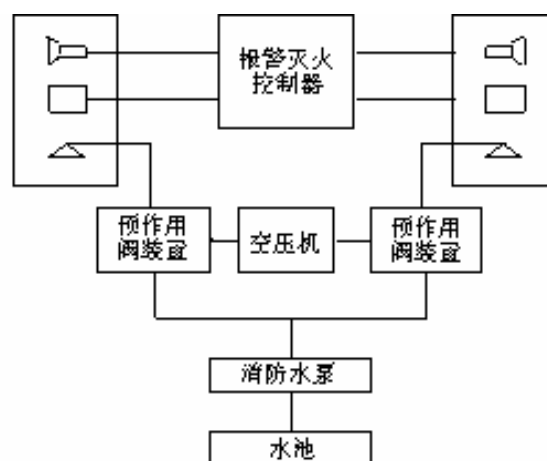 报警灭火
控制器
预作用
阀装置
空压机
预作用
阀装置
消防水泵
水池